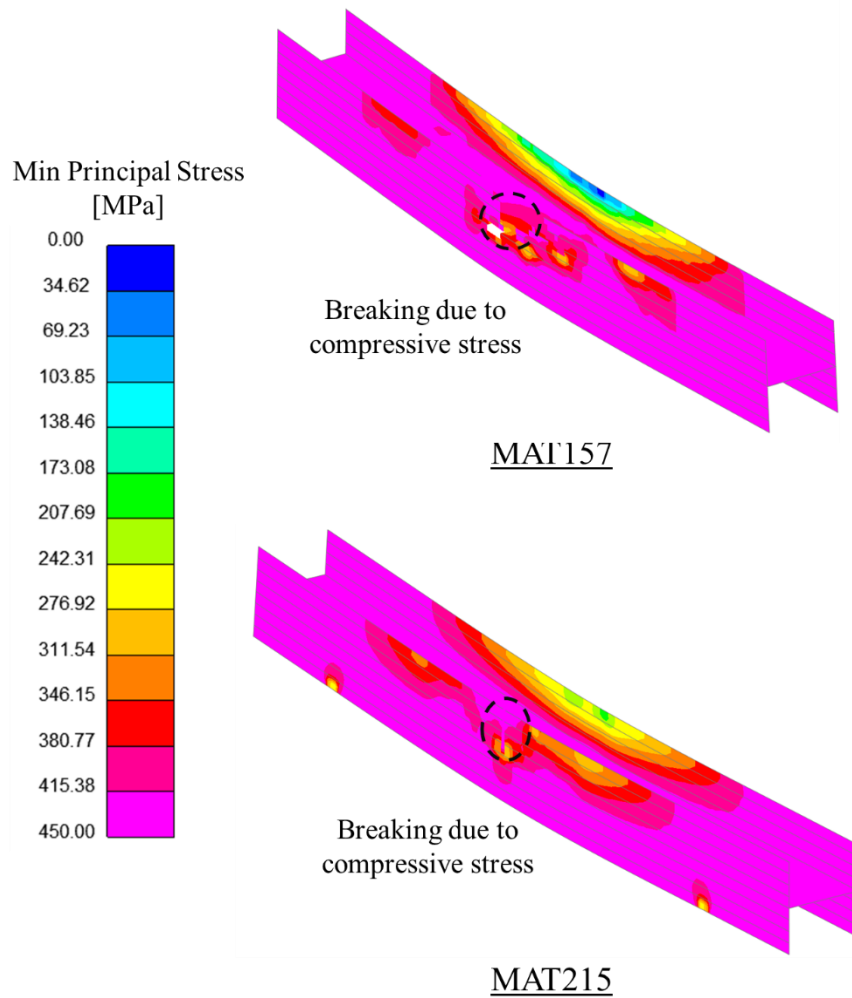 Min Principal Stress
[MPa]
0.00
34.62
69.23
103.85
138.46
173.08
207.69
242.31
276.92
311.54
346.15
380.77
415.38
450.00
Breaking due to
compressive stress
MAT157
Breaking due to
compressive stress
MAT215